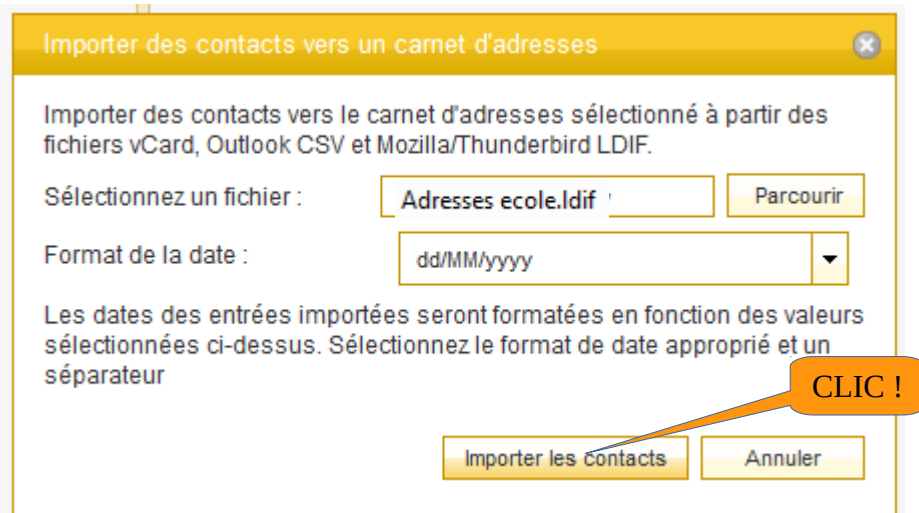 Importer des contacts vers un carnet d'adresses
Importer des contacts vers le carnet d'adresses sélectionné à partir des
fichiers vCard, Outlook CSV et Mozilla/Thunderbird LDIF.
Sélectionnez un fichier : Adresses ecole.ldif Parcourir
Format de la date : dd/MM/yyyy
Les dates des entrées importées seront formatées en fonction des valeurs
sélectionnées ci-dessus. Sélectionnez le format de date approprié et un
séparateur
CLIC !
Importer les contacts Annuler